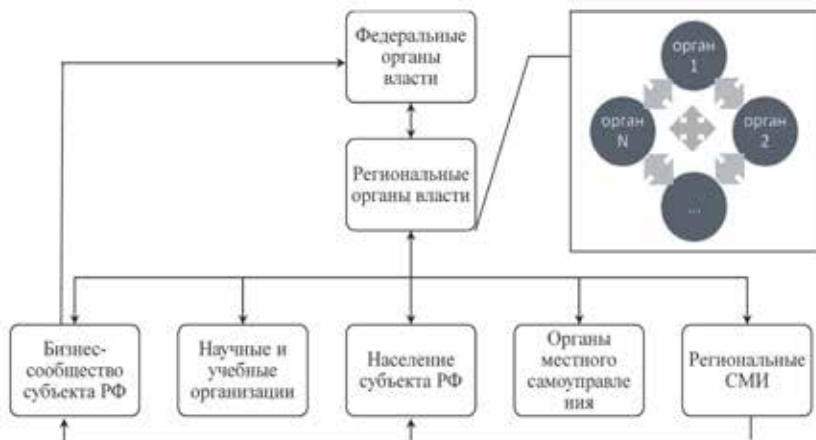 Федеральные
органы
власти
Региональные
органы власти
орган
1
орган
N
орган
2
...
Бизнес-
сообщество
субъекта РФ
Научные и
учебные
организации
Население
субъекта РФ
Органы
местного
самоуправле
ния
Региональные
СМИ